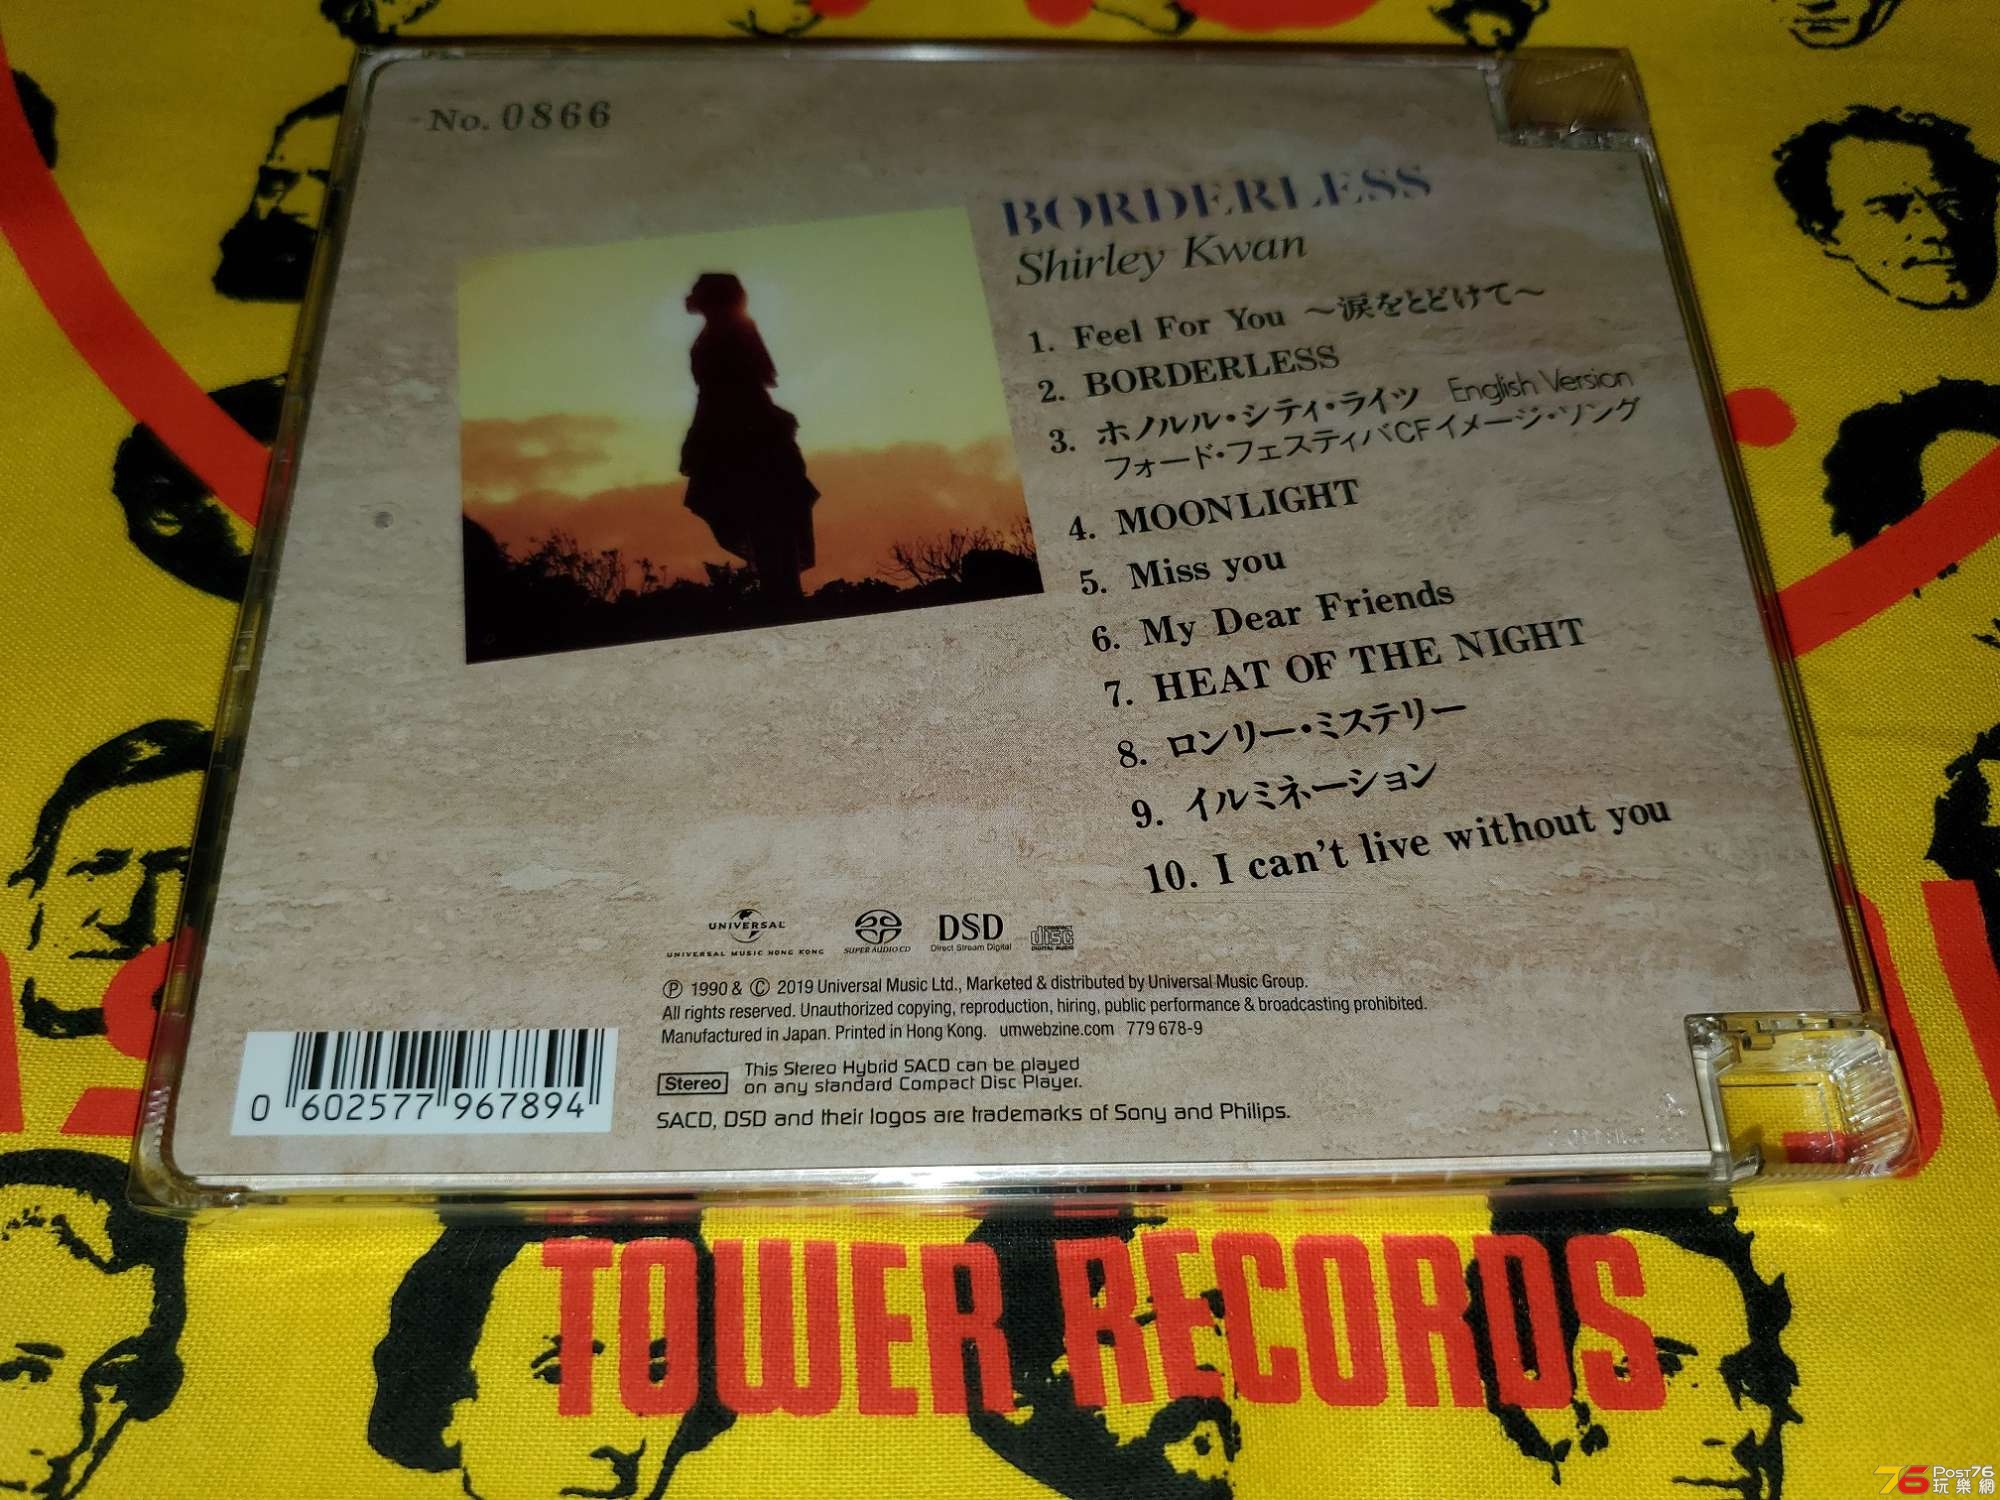 No. 0866
BORDERLESS
Shirley Kwan
1. Feel For You ～涙をとどけて～
2. BORDERLESS
3. ホノルル・シティ・ライツ English Version
フォード・フェスティバCFイメージ・ソング
4. MOONLIGHT
5. Miss you
6. My Dear Friends
7. HEAT OF THE NIGHT
8. ロンリー・ミステリー
9. イルミネーション
10. I can't live without you
UNIVERSAL
UNIVERSAL MUSIC HONG KONG
SUPER AUDIO CD
DSD
Direct Stream Digital
COMPACT disc DIGITAL AUDIO
Ⓟ 1990 & Ⓒ 2019 Universal Music Ltd., Marketed & distributed by Universal Music Group.
All rights reserved. Unauthorized copying, reproduction, hiring, public performance & broadcasting prohibited.
Manufactured in Japan. Printed in Hong Kong. umwebzine.com 779 678-9
Stereo
This Stereo Hybrid SACD can be played
on any standard Compact Disc Player.
SACD, DSD and their logos are trademarks of Sony and Philips.
0 602577 967894
TOWER RECORDS
76 Post76
玩樂網